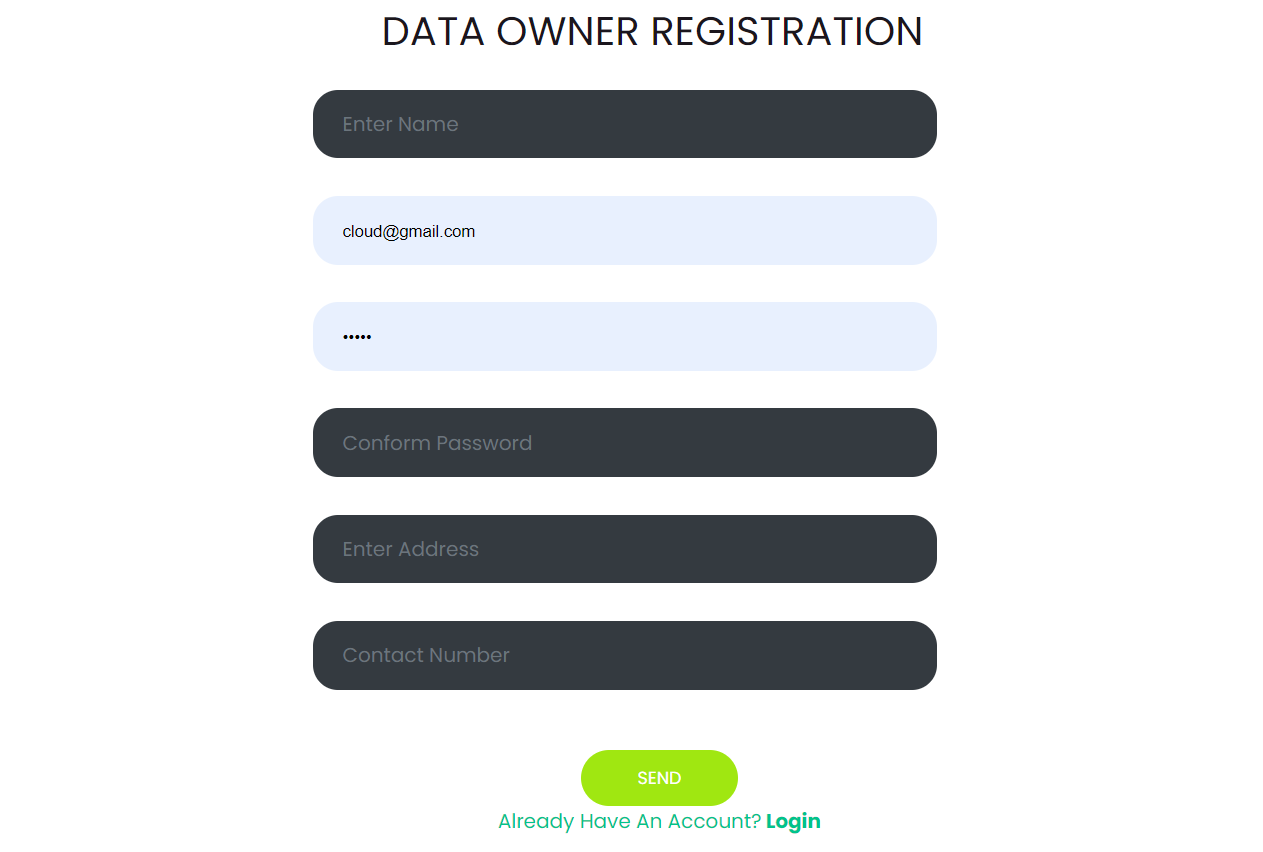 DATA OWNER REGISTRATION
Enter Name
cloud@gmail.com
•••••
Conform Password
Enter Address
Contact Number
SEND
Already Have An Account? Login